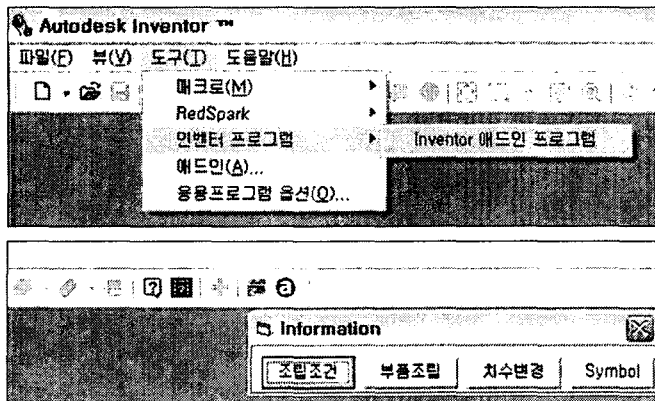 Autodesk Inventor ™
파일(F) 뷰(V) 도구(T) 도움말(H)
매크로(M)
RedSpark
인벤터 프로그램
Inventor 애드인 프로그램
애드인(A)...
응용프로그램 옵션(O)...
Information
조립조건 부품조립 치수변경 Symbol